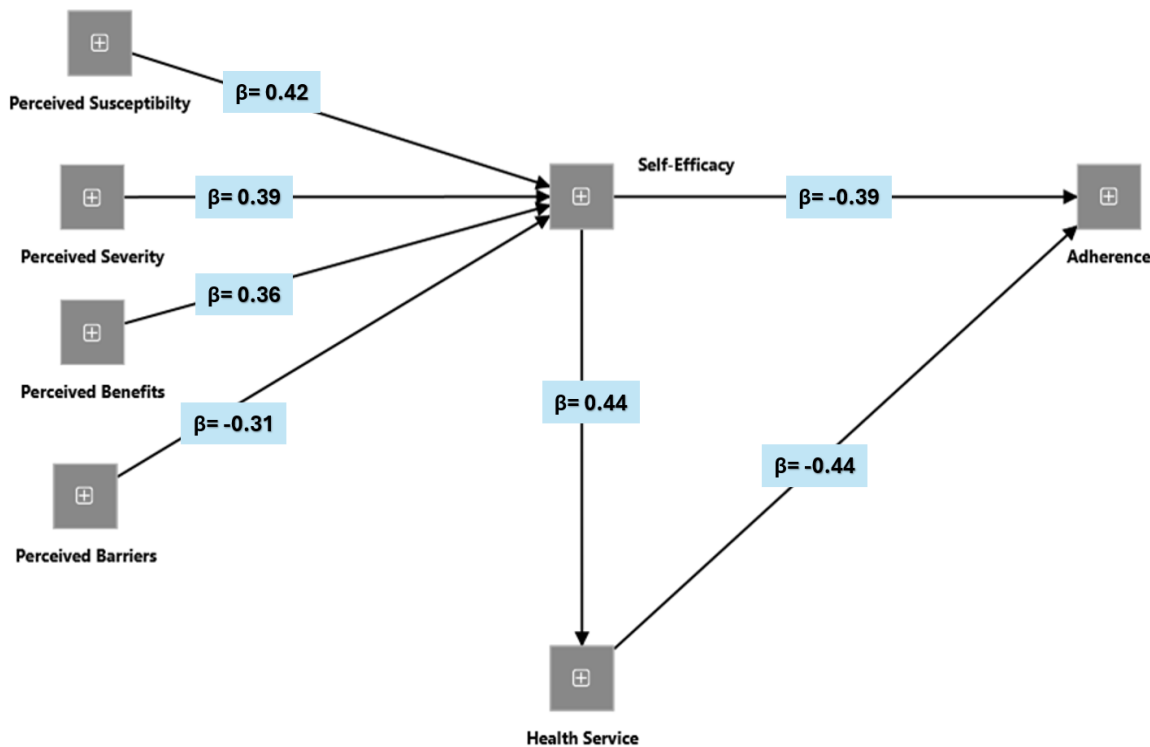 Perceived Susceptibilty
β= 0.42
Self-Efficacy
β= 0.39
β= -0.39
Perceived Severity
Adherence
β= 0.36
Perceived Benefits
β= 0.44
β= -0.31
β= -0.44
Perceived Barriers
Health Service